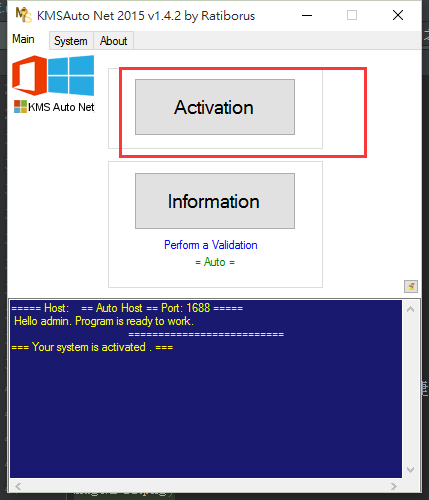 KMSAuto Net 2015 v1.4.2 by Ratiborus
Main System About
KMS Auto Net
Activation
Information
Perform a Validation
= Auto =
===== Host: == Auto Host == Port: 1688 =====
Hello admin. Program is ready to work.
==========================
=== Your system is activated . ===